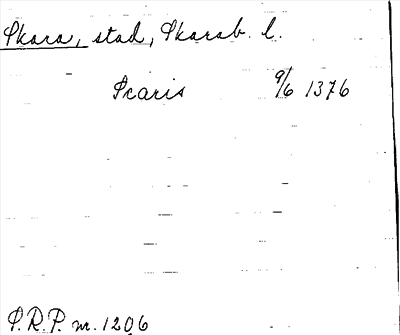 Skara, stad, Skarab. l.
Scaris 9/6 1376
S.R.P. nr. 1206